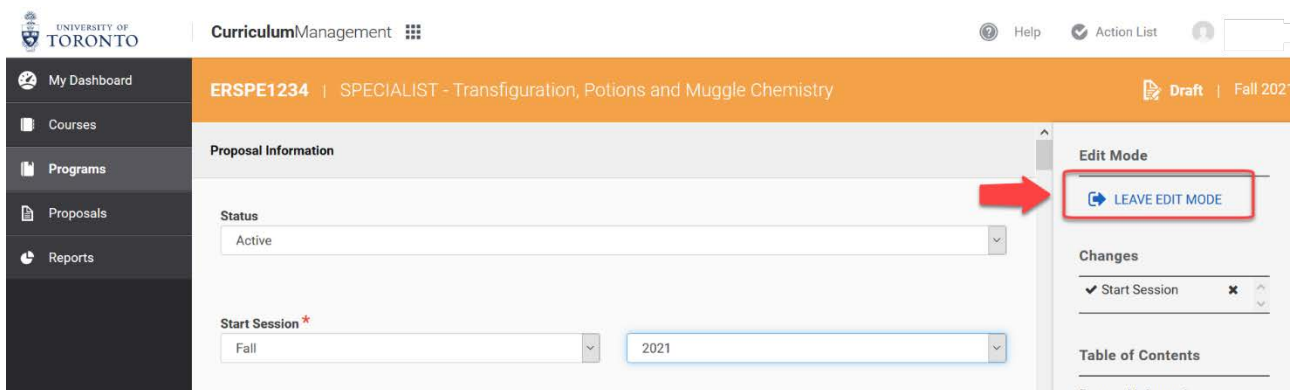 UNIVERSITY OF
TORONTO
CurriculumManagement
Help
Action List
My Dashboard
Courses
Programs
Proposals
Reports
ERSPE1234 | SPECIALIST - Transfiguration, Potions and Muggle Chemistry
Draft | Fall 2021
Proposal Information
Status
Active
Start Session *
Fall
2021
Edit Mode
LEAVE EDIT MODE
Changes
Start Session
Table of Contents